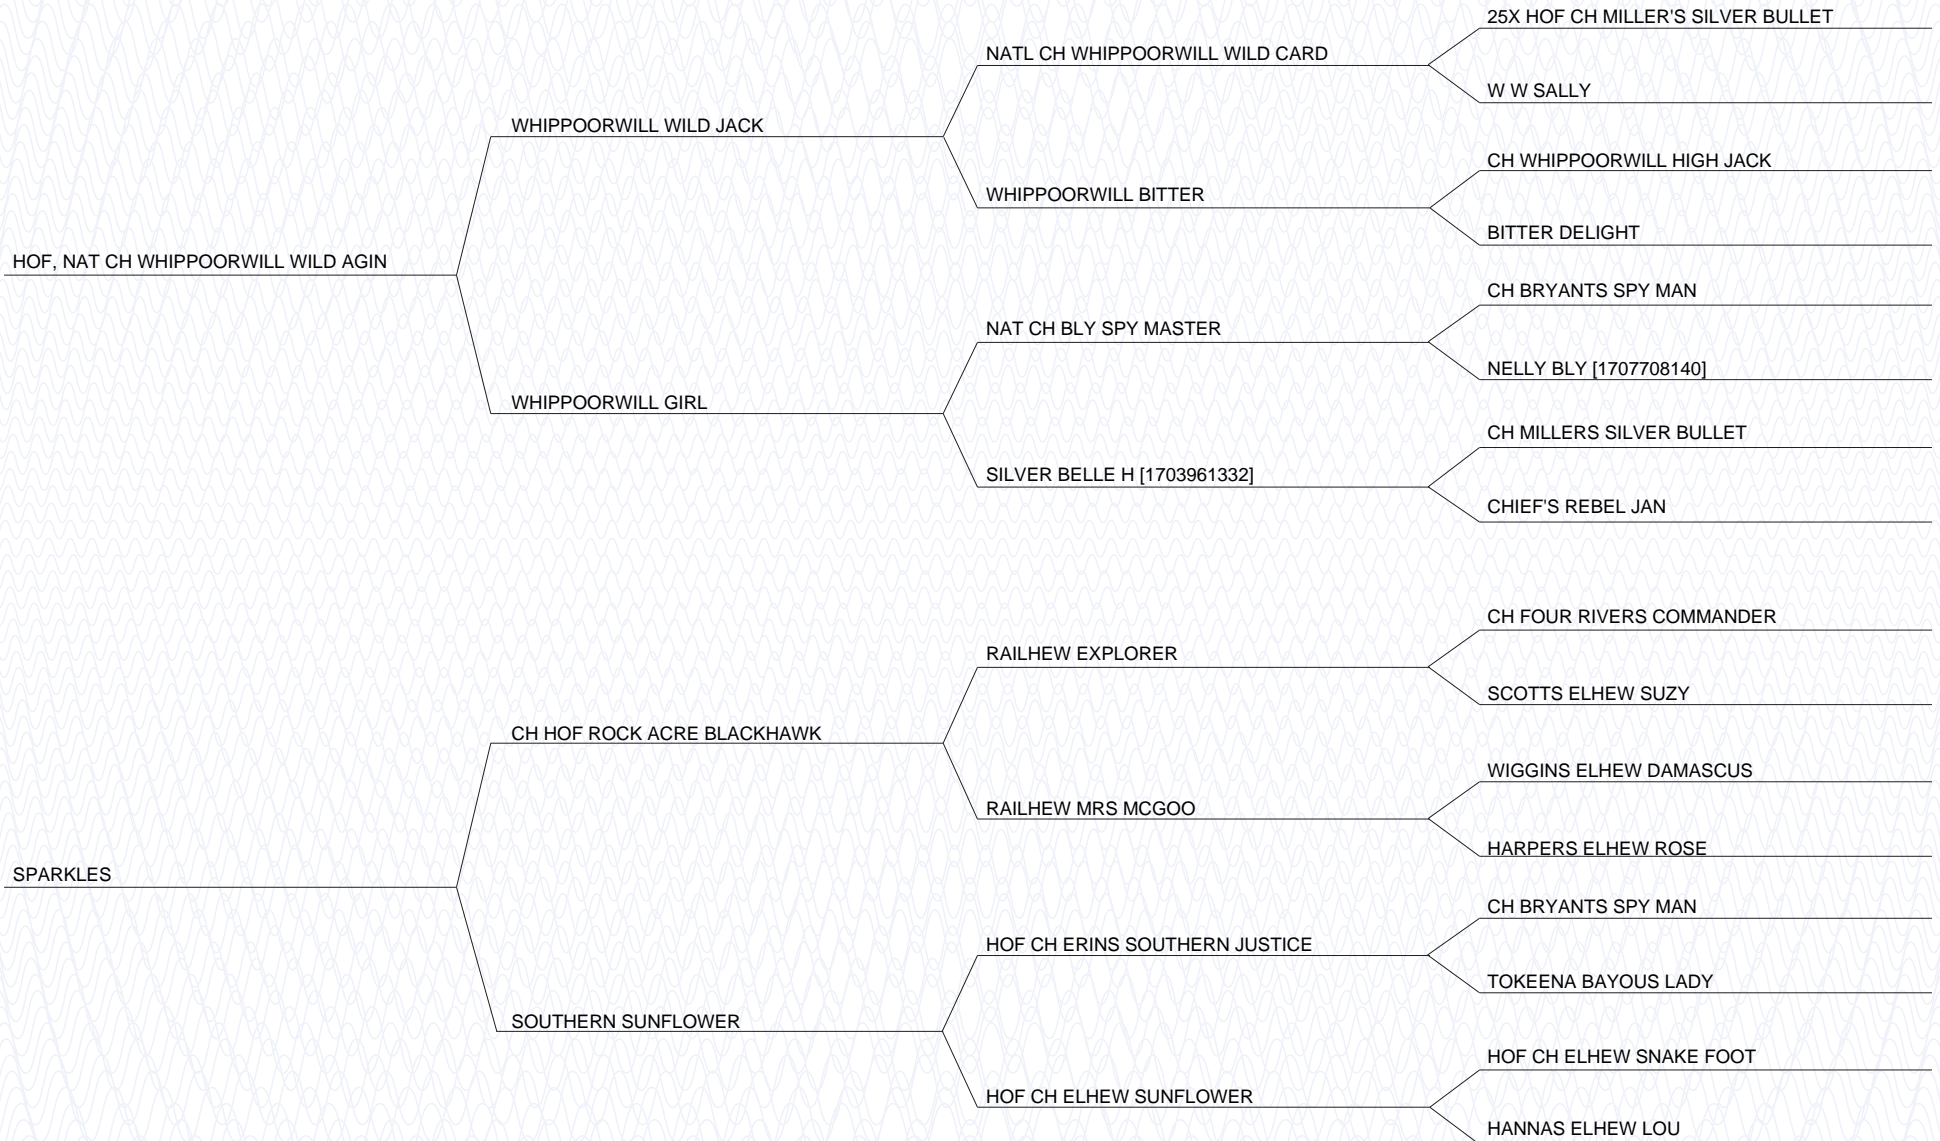 25X HOF CH MILLER'S SILVER BULLET
NATL CH WHIPPOORWILL WILD CARD
W W SALLY
WHIPPOORWILL WILD JACK
CH WHIPPOORWILL HIGH JACK
WHIPPOORWILL BITTER
BITTER DELIGHT
HOF, NAT CH WHIPPOORWILL WILD AGIN
CH BRYANTS SPY MAN
NAT CH BLY SPY MASTER
NELLY BLY [1707708140]
WHIPPOORWILL GIRL
CH MILLERS SILVER BULLET
SILVER BELLE H [1703961332]
CHIEF'S REBEL JAN
CH FOUR RIVERS COMMANDER
RAILHEW EXPLORER
SCOTTS ELHEW SUZY
CH HOF ROCK ACRE BLACKHAWK
WIGGINS ELHEW DAMASCUS
RAILHEW MRS MCGOO
HARPERS ELHEW ROSE
SPARKLES
CH BRYANTS SPY MAN
HOF CH ERINS SOUTHERN JUSTICE
TOKEENA BAYOUS LADY
SOUTHERN SUNFLOWER
HOF CH ELHEW SNAKE FOOT
HOF CH ELHEW SUNFLOWER
HANNAS ELHEW LOU